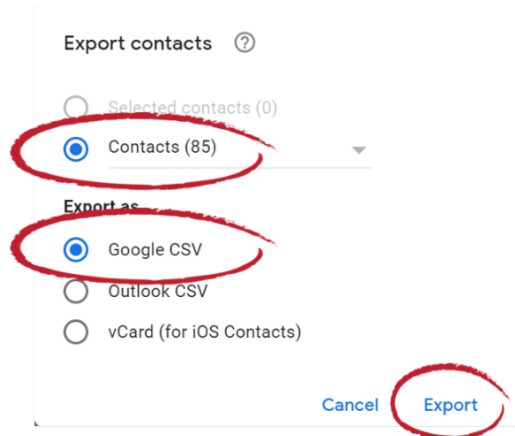 Export contacts
Selected contacts (0)
Contacts (85)
Export as
Google CSV
Outlook CSV
vCard (for iOS Contacts)
Cancel Export